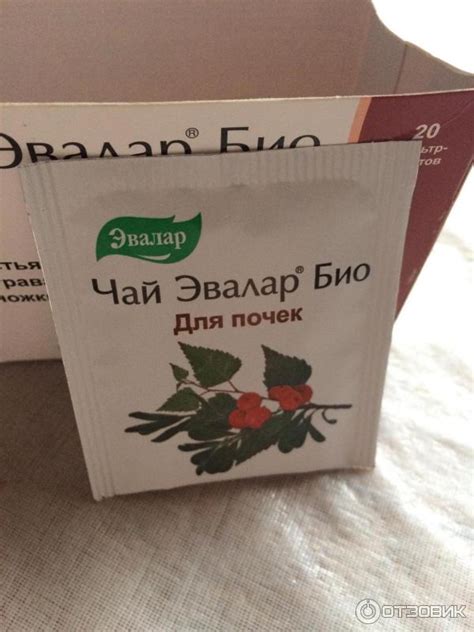 Эвалар® Био
20
Эвалар
Чай Эвалар® Био
Для почек
ОТЗОВИК